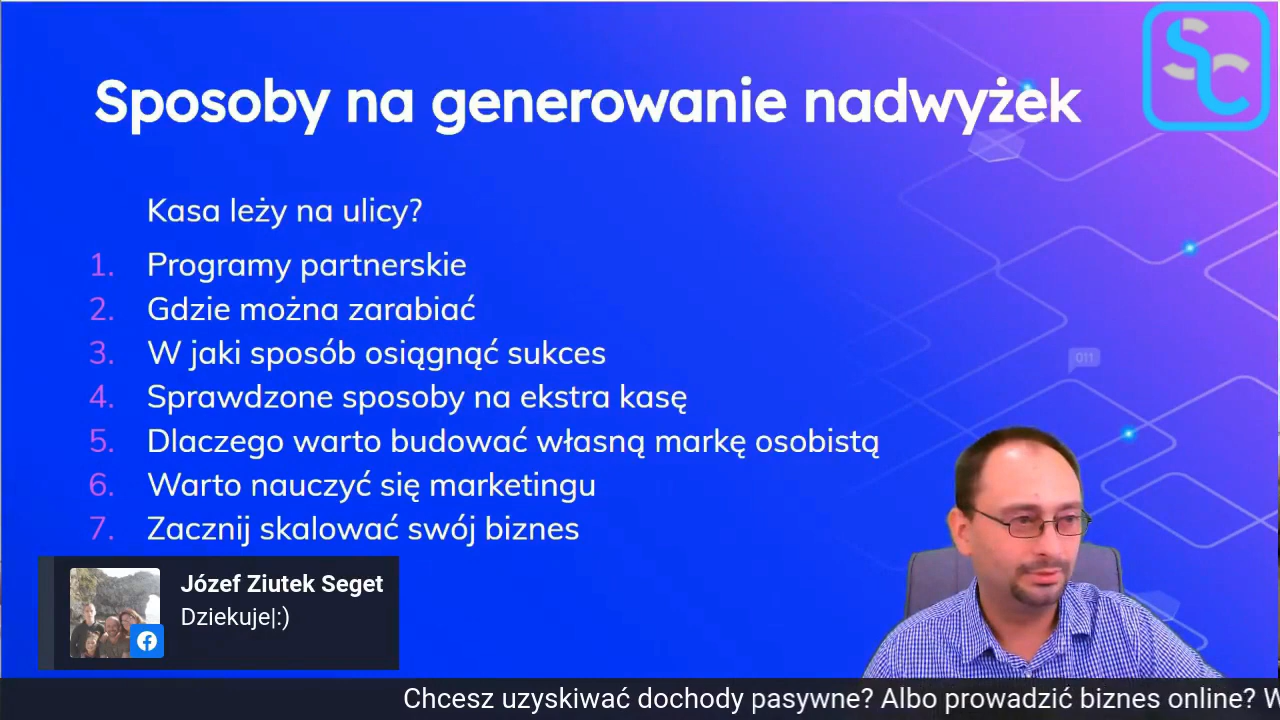 Sposoby na generowanie nadwyżek
SC
Kasa leży na ulicy?
1. Programy partnerskie
2. Gdzie można zarabiać
3. W jaki sposób osiągnąć sukces
4. Sprawdzone sposoby na ekstra kasę
011
5. Dlaczego warto budować własną markę osobistą
6. Warto nauczyć się marketingu
7. Zacznij skalować swój biznes
Józef Ziutek Seget
Dziekuje|:)
Chcesz uzyskiwać dochody pasywne? Albo prowadzić biznes online? W